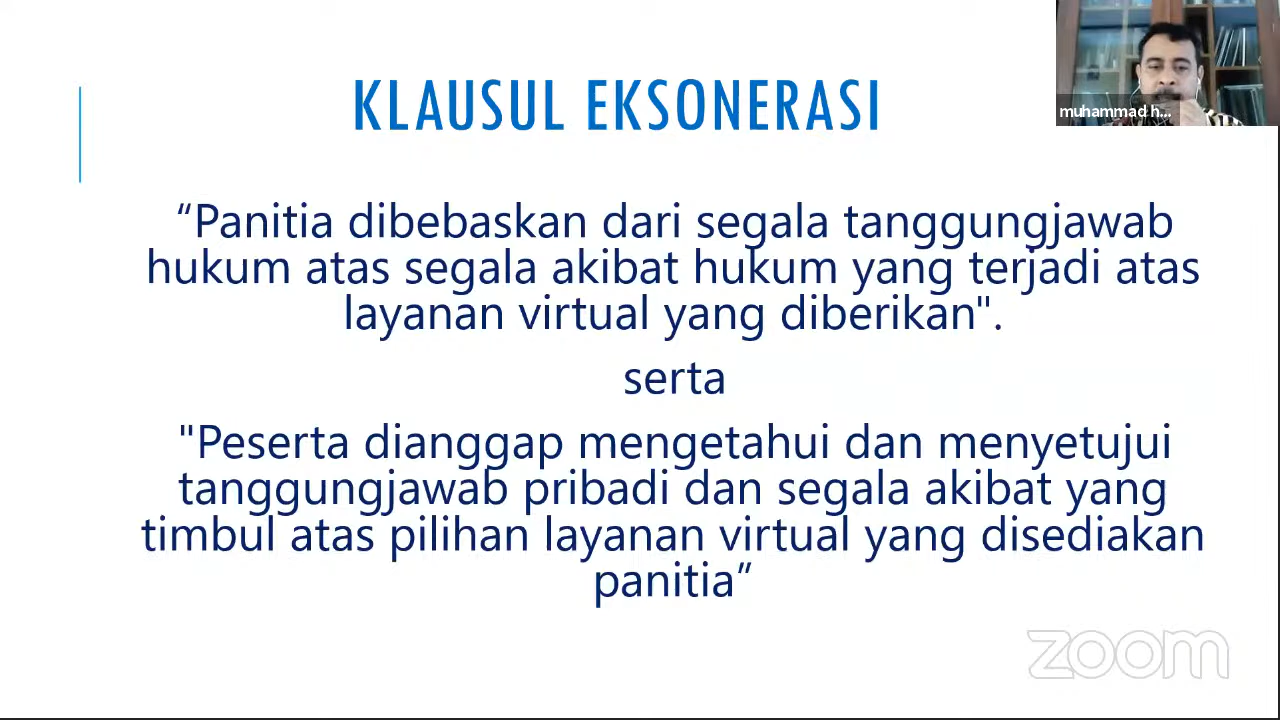 KLAUSUL EKSONERASI
muhammad h...
“Panitia dibebaskan dari segala tanggungjawab
hukum atas segala akibat hukum yang terjadi atas
layanan virtual yang diberikan".
serta
"Peserta dianggap mengetahui dan menyetujui
tanggungjawab pribadi dan segala akibat yang
timbul atas pilihan layanan virtual yang disediakan
panitia”
zoom